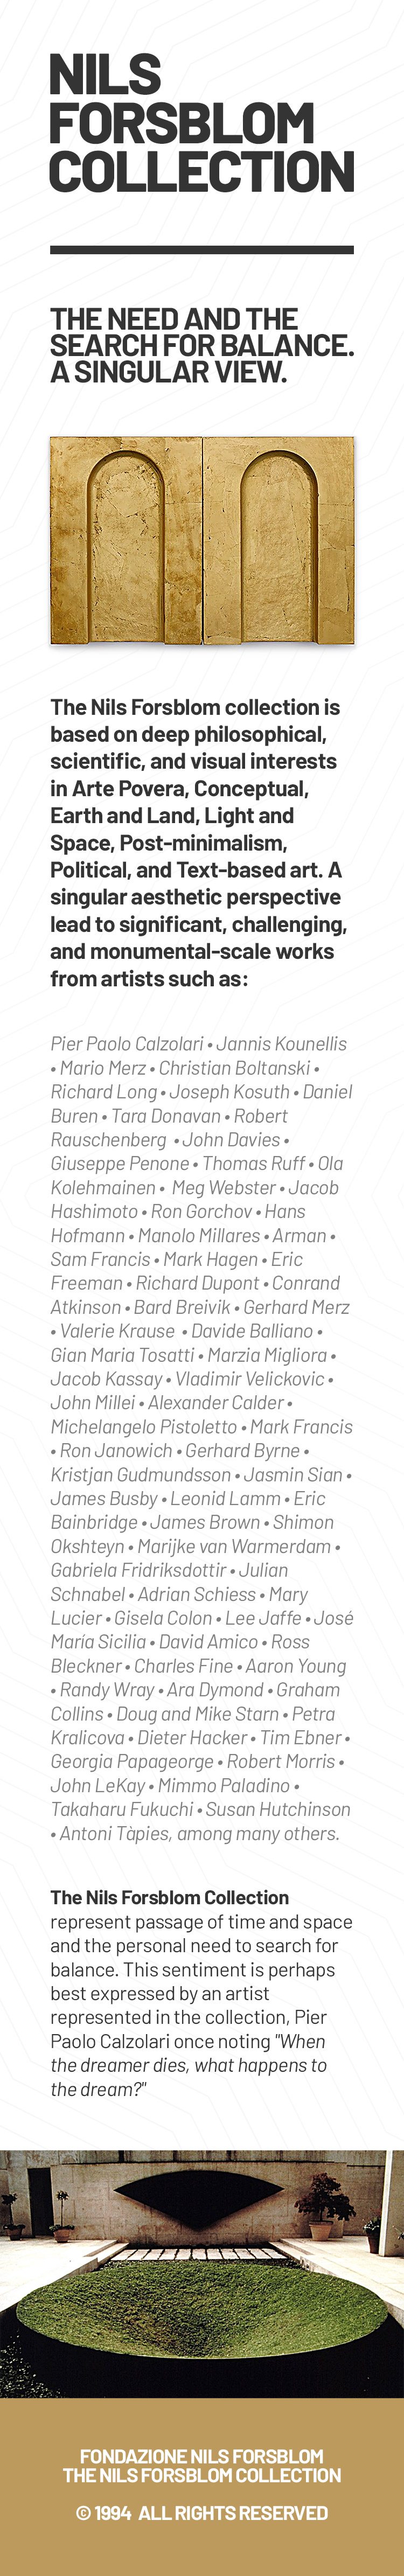 NILS
FORSBLOM
COLLECTION
THE NEED AND THE
SEARCH FOR BALANCE.
A SINGULAR VIEW.
The Nils Forsblom collection is
based on deep philosophical,
scientific, and visual interests
in Arte Povera, Conceptual,
Earth and Land, Light and
Space, Post-minimalism,
Political, and Text-based art. A
singular aesthetic perspective
lead to significant, challenging,
and monumental-scale works
from artists such as:
Pier Paolo Calzolari • Jannis Kounellis
• Mario Merz • Christian Boltanski •
Richard Long • Joseph Kosuth • Daniel
Buren • Tara Donavan • Robert
Rauschenberg • John Davies •
Giuseppe Penone • Thomas Ruff • Ola
Kolehmainen • Meg Webster • Jacob
Hashimoto • Ron Gorchov • Hans
Hofmann • Manolo Millares • Arman •
Sam Francis • Mark Hagen • Eric
Freeman • Richard Dupont • Conrand
Atkinson • Bard Breivik • Gerhard Merz
• Valerie Krause • Davide Balliano •
Gian Maria Tosatti • Marzia Migliora •
Jacob Kassay • Vladimir Velickovic •
John Millei • Alexander Calder •
Michelangelo Pistoletto • Mark Francis
• Ron Janowich • Gerhard Byrne •
Kristjan Gudmundsson • Jasmin Sian •
James Busby • Leonid Lamm • Eric
Bainbridge • James Brown • Shimon
Okshteyn • Marijke van Warmerdam •
Gabriela Fridriksdottir • Julian
Schnabel • Adrian Schiess • Mary
Lucier • Gisela Colon • Lee Jaffe • José
María Sicilia • David Amico • Ross
Bleckner • Charles Fine • Aaron Young
• Randy Wray • Ara Dymond • Graham
Collins • Doug and Mike Starn • Petra
Kralicova • Dieter Hacker • Tim Ebner •
Georgia Papageorge • Robert Morris •
John LeKay • Mimmo Paladino •
Takaharu Fukuchi • Susan Hutchinson
• Antoni Tàpies, among many others.
The Nils Forsblom Collection
represent passage of time and space
and the personal need to search for
balance. This sentiment is perhaps
best expressed by an artist
represented in the collection, Pier
Paolo Calzolari once noting "When
the dreamer dies, what happens to
the dream?"
FONDAZIONE NILS FORSBLOM
THE NILS FORSBLOM COLLECTION
© 1994 ALL RIGHTS RESERVED